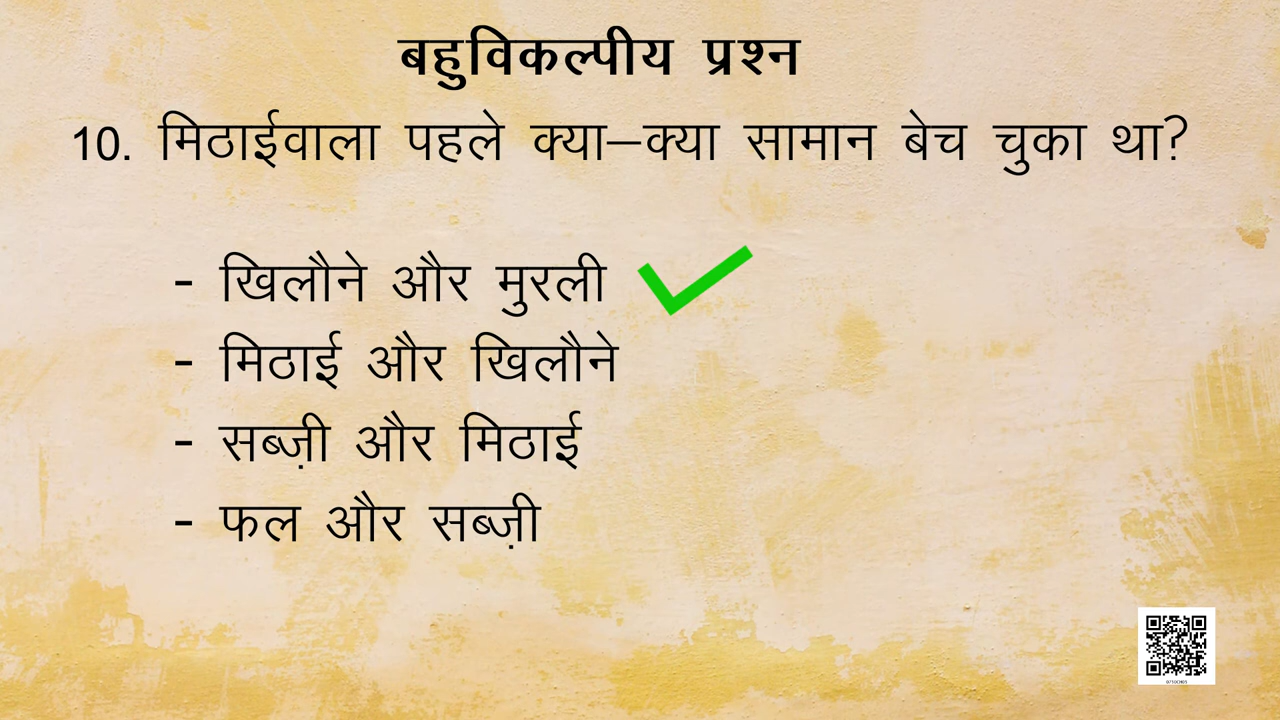 बहुविकल्पीय प्रश्न
10. मिठाईवाला पहले क्या–क्या सामान बेच चुका था?
- खिलौने और मुरली
- मिठाई और खिलौने
- सब्ज़ी और मिठाई
- फल और सब्ज़ी